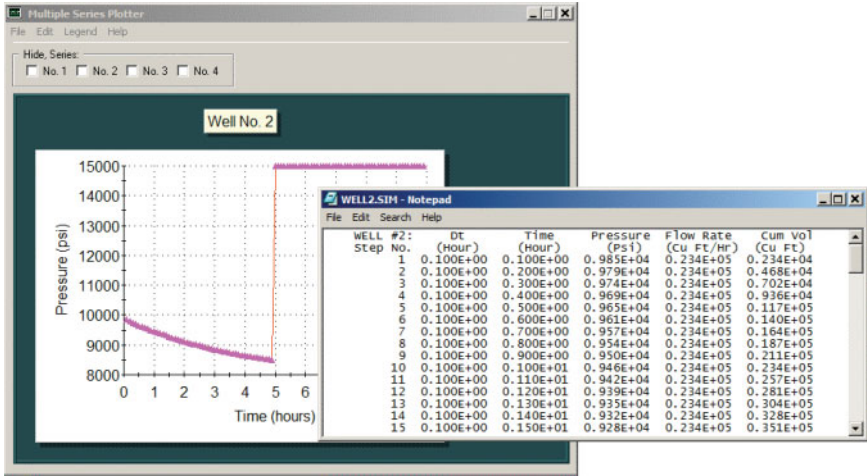 Multiple Series Plotter
File Edit Legend Help
Hide, Series:
No. 1 No. 2 No. 3 No. 4
Well No. 2
15000
14000
13000
12000
11000
10000
9000
8000
Pressure (psi)
0 1 2 3 4 5 6
Time (hours)
WELL2.SIM - Notepad
File Edit Search Help
WELL #2: Dt Time Pressure Flow Rate Cum Vol
Step No. (Hour) (Hour) (Psi) (Cu Ft/Hr) (Cu Ft)
1 0.100E+00 0.100E+00 0.985E+04 0.234E+05 0.234E+04
2 0.100E+00 0.200E+00 0.979E+04 0.234E+05 0.468E+04
3 0.100E+00 0.300E+00 0.974E+04 0.234E+05 0.702E+04
4 0.100E+00 0.400E+00 0.969E+04 0.234E+05 0.936E+04
5 0.100E+00 0.500E+00 0.965E+04 0.234E+05 0.117E+05
6 0.100E+00 0.600E+00 0.961E+04 0.234E+05 0.140E+05
7 0.100E+00 0.700E+00 0.957E+04 0.234E+05 0.164E+05
8 0.100E+00 0.800E+00 0.954E+04 0.234E+05 0.187E+05
9 0.100E+00 0.900E+00 0.950E+04 0.234E+05 0.211E+05
10 0.100E+00 0.100E+01 0.946E+04 0.234E+05 0.234E+05
11 0.100E+00 0.110E+01 0.942E+04 0.234E+05 0.257E+05
12 0.100E+00 0.120E+01 0.939E+04 0.234E+05 0.281E+05
13 0.100E+00 0.130E+01 0.935E+04 0.234E+05 0.304E+05
14 0.100E+00 0.140E+01 0.932E+04 0.234E+05 0.328E+05
15 0.100E+00 0.150E+01 0.928E+04 0.234E+05 0.351E+05